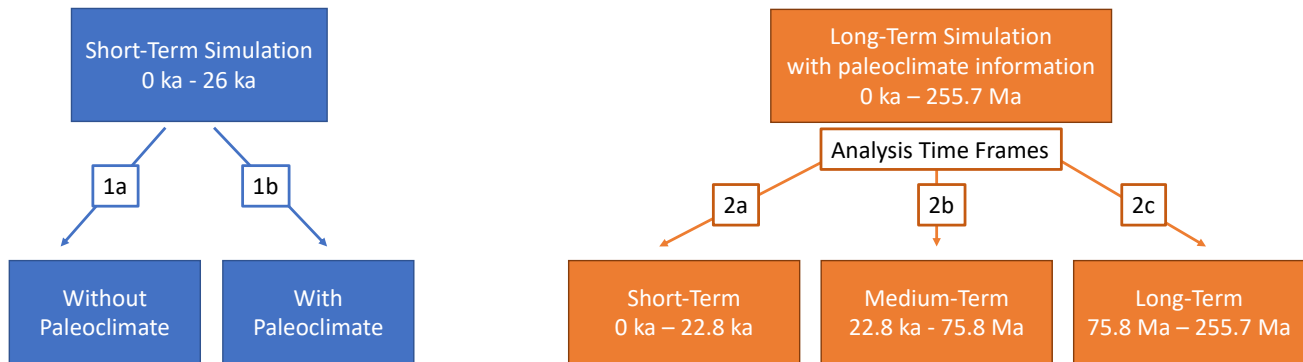 Short-Term Simulation
0 ka - 26 ka
1a
1b
Without
Paleoclimate
With
Paleoclimate
Long-Term Simulation
with paleoclimate information
0 ka – 255.7 Ma
Analysis Time Frames
2a
2b
2c
Short-Term
0 ka – 22.8 ka
Medium-Term
22.8 ka - 75.8 Ma
Long-Term
75.8 Ma – 255.7 Ma